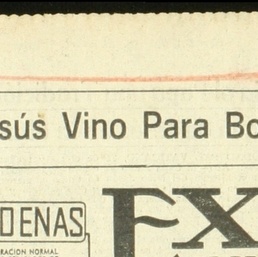 sús Vino Para Bo
DENAS
RACION NORMAL
EX